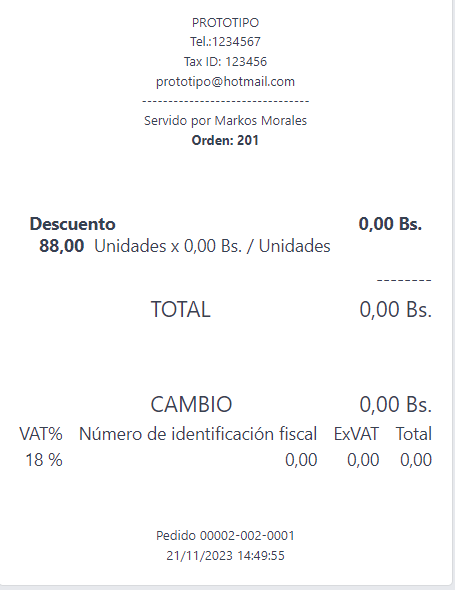 PROTOTIPO
Tel.:1234567
Tax ID: 123456
prototipo@hotmail.com
--------------------------------
Servido por Markos Morales
Orden: 201
Descuento 0,00 Bs.
88,00 Unidades x 0,00 Bs. / Unidades
--------
TOTAL 0,00 Bs.
CAMBIO 0,00 Bs.
VAT% Número de identificación fiscal ExVAT Total
18 % 0,00 0,00 0,00
Pedido 00002-002-0001
21/11/2023 14:49:55